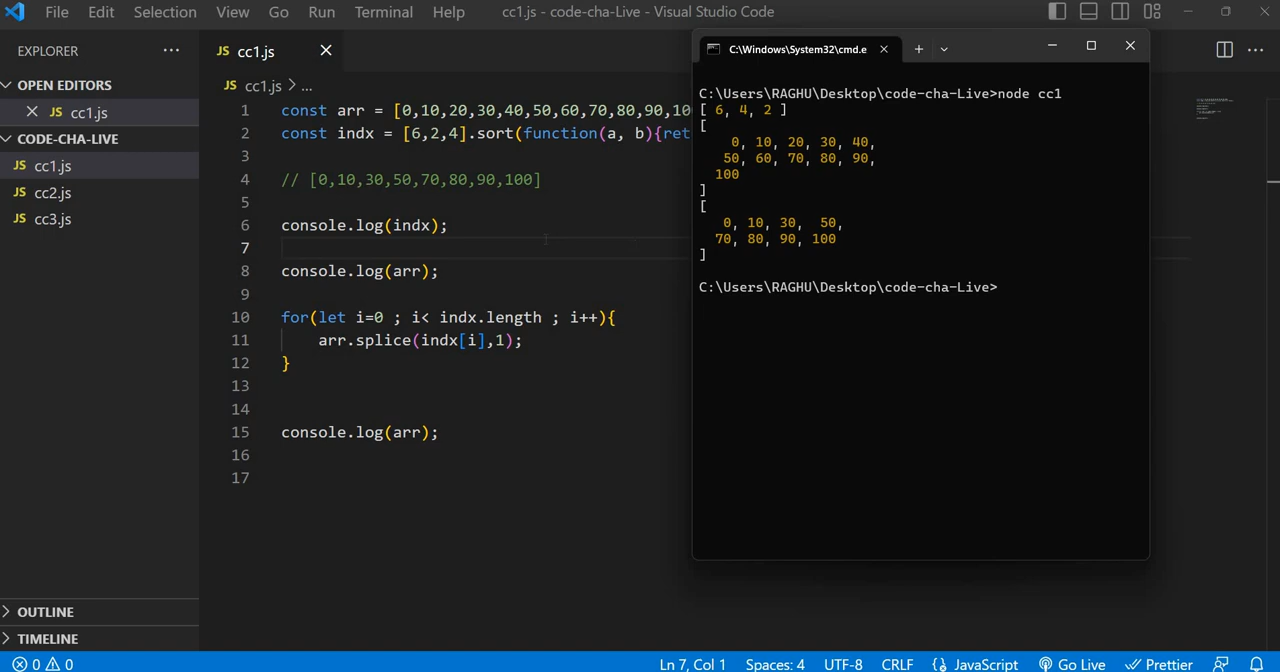 File Edit Selection View Go Run Terminal Help cc1.js - code-cha-Live - Visual Studio Code
EXPLORER ...
OPEN EDITORS
JS cc1.js
CODE-CHA-LIVE
JS cc1.js
JS cc2.js
JS cc3.js
OUTLINE
TIMELINE
JS cc1.js
JS cc1.js > ...
1 const arr = [0,10,20,30,40,50,60,70,80,90,10
2 const indx = [6,2,4].sort(function(a, b){ret
3
4 // [0,10,30,50,70,80,90,100]
5
6 console.log(indx);
7
8 console.log(arr);
9
10 for(let i=0 ; i< indx.length ; i++){
11 arr.splice(indx[i],1);
12 }
13
14
15 console.log(arr);
16
17
C:\Windows\System32\cmd.e
C:\Users\RAGHU\Desktop\code-cha-Live>node cc1
[ 6, 4, 2 ]
[
0, 10, 20, 30, 40,
50, 60, 70, 80, 90,
100
]
[
0, 10, 30, 50,
70, 80, 90, 100
]
C:\Users\RAGHU\Desktop\code-cha-Live>
0 0 Ln 7, Col 1 Spaces: 4 UTF-8 CRLF {} JavaScript Go Live Prettier